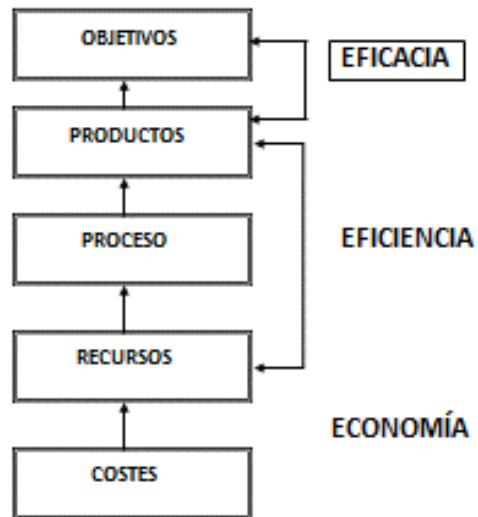 OBJETIVOS
EFICACIA
PRODUCTOS
PROCESO
EFICIENCIA
RECURSOS
ECONOMÍA
COSTES